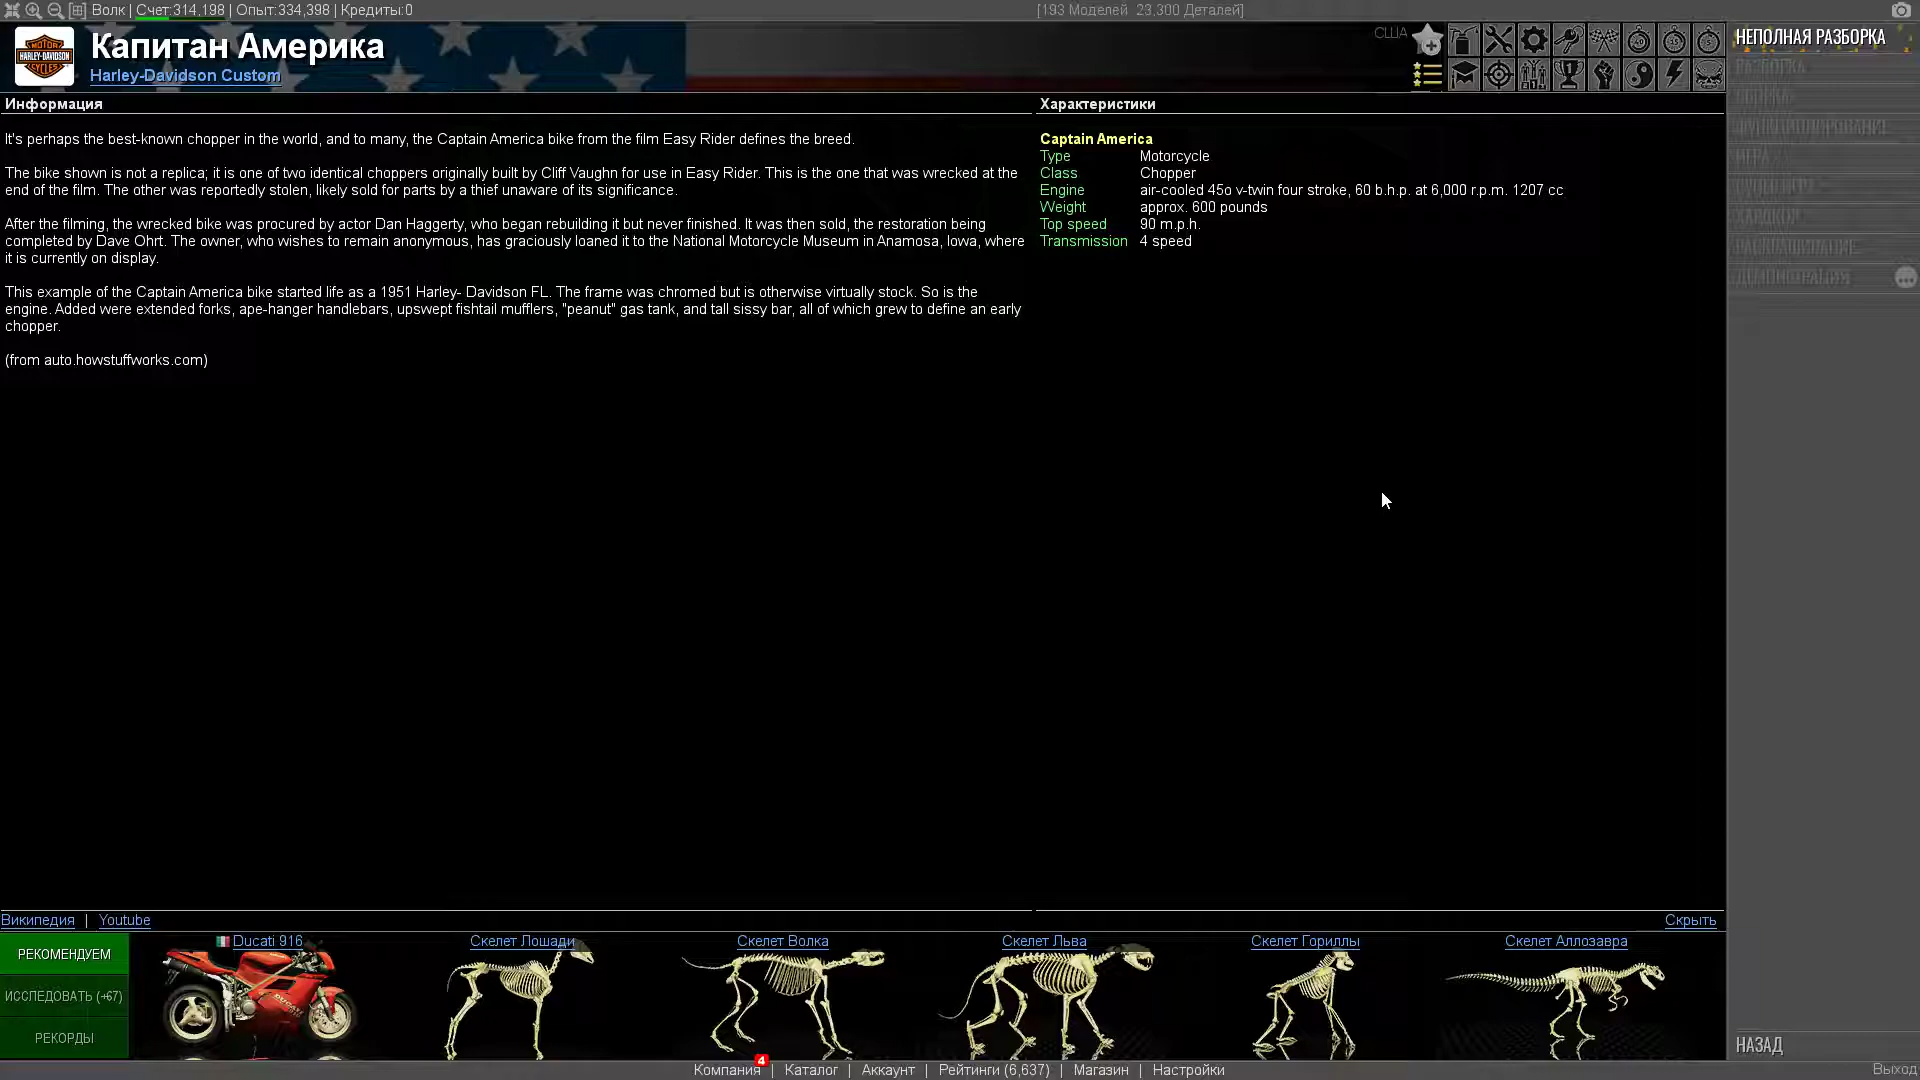 Волк | Счет:314,198 | Опыт:334,398 | Кредиты:0
[193 Моделей 23,300 Деталей]
MOTOR
HARLEY-DAVIDSON
CYCLES
Капитан Америка
Harley-Davidson Custom
США
НЕПОЛНАЯ РАЗБОРКА
РАЗБОРКА
Информация
It's perhaps the best-known chopper in the world, and to many, the Captain America bike from the film Easy Rider defines the breed.
The bike shown is not a replica; it is one of two identical choppers originally built by Cliff Vaughn for use in Easy Rider. This is the one that was wrecked at the
end of the film. The other was reportedly stolen, likely sold for parts by a thief unaware of its significance.
After the filming, the wrecked bike was procured by actor Dan Haggerty, who began rebuilding it but never finished. It was then sold, the restoration being
completed by Dave Ohrt. The owner, who wishes to remain anonymous, has graciously loaned it to the National Motorcycle Museum in Anamosa, Iowa, where
it is currently on display.
This example of the Captain America bike started life as a 1951 Harley- Davidson FL. The frame was chromed but is otherwise virtually stock. So is the
engine. Added were extended forks, ape-hanger handlebars, upswept fishtail mufflers, "peanut" gas tank, and tall sissy bar, all of which grew to define an early
chopper.
(from auto.howstuffworks.com)
Характеристики
Captain America
Type Motorcycle
Class Chopper
Engine air-cooled 45o v-twin four stroke, 60 b.h.p. at 6,000 r.p.m. 1207 cc
Weight approx. 600 pounds
Top speed 90 m.p.h.
Transmission 4 speed
Википедия | Youtube
Скрыть
РЕКОМЕНДУЕМ
ИССЛЕДОВАТЬ (+67)
РЕКОРДЫ
Ducati 916
Скелет Лошади
Скелет Волка
Скелет Льва
Скелет Гориллы
Скелет Аллозавра
НАЗАД
4
Компания | Каталог | Аккаунт | Рейтинги (6,637) | Магазин | Настройки
Выход